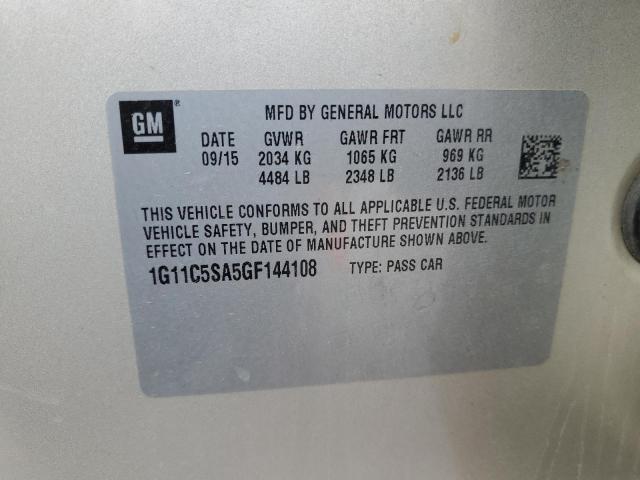 GM®
MFD BY GENERAL MOTORS LLC
DATE GVWR GAWR FRT GAWR RR
09/15 2034 KG 1065 KG 969 KG
4484 LB 2348 LB 2136 LB
THIS VEHICLE CONFORMS TO ALL APPLICABLE U.S. FEDERAL MOTOR
VEHICLE SAFETY, BUMPER, AND THEFT PREVENTION STANDARDS IN
EFFECT ON THE DATE OF MANUFACTURE SHOWN ABOVE.
1G11C5SA5GF144108 TYPE: PASS CAR